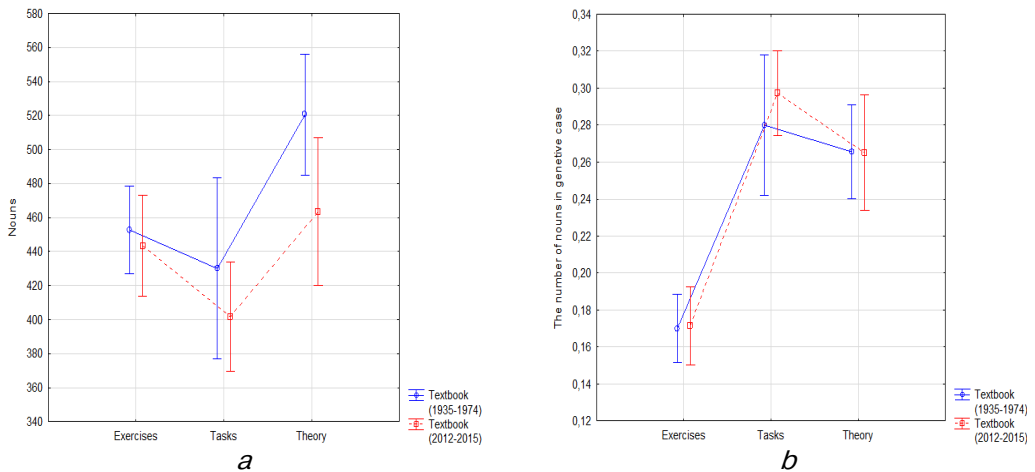 580
560
540
520
500
480
460
440
420
400
380
360
340
Nouns
Exercises Tasks Theory
Textbook
(1935-1974)
Textbook
(2012-2015)
a
0,34
0,32
0,30
0,28
0,26
0,24
0,22
0,20
0,18
0,16
0,14
0,12
The number of nouns in genetive case
Exercises Tasks Theory
Textbook
(1935-1974)
Textbook
(2012-2015)
b